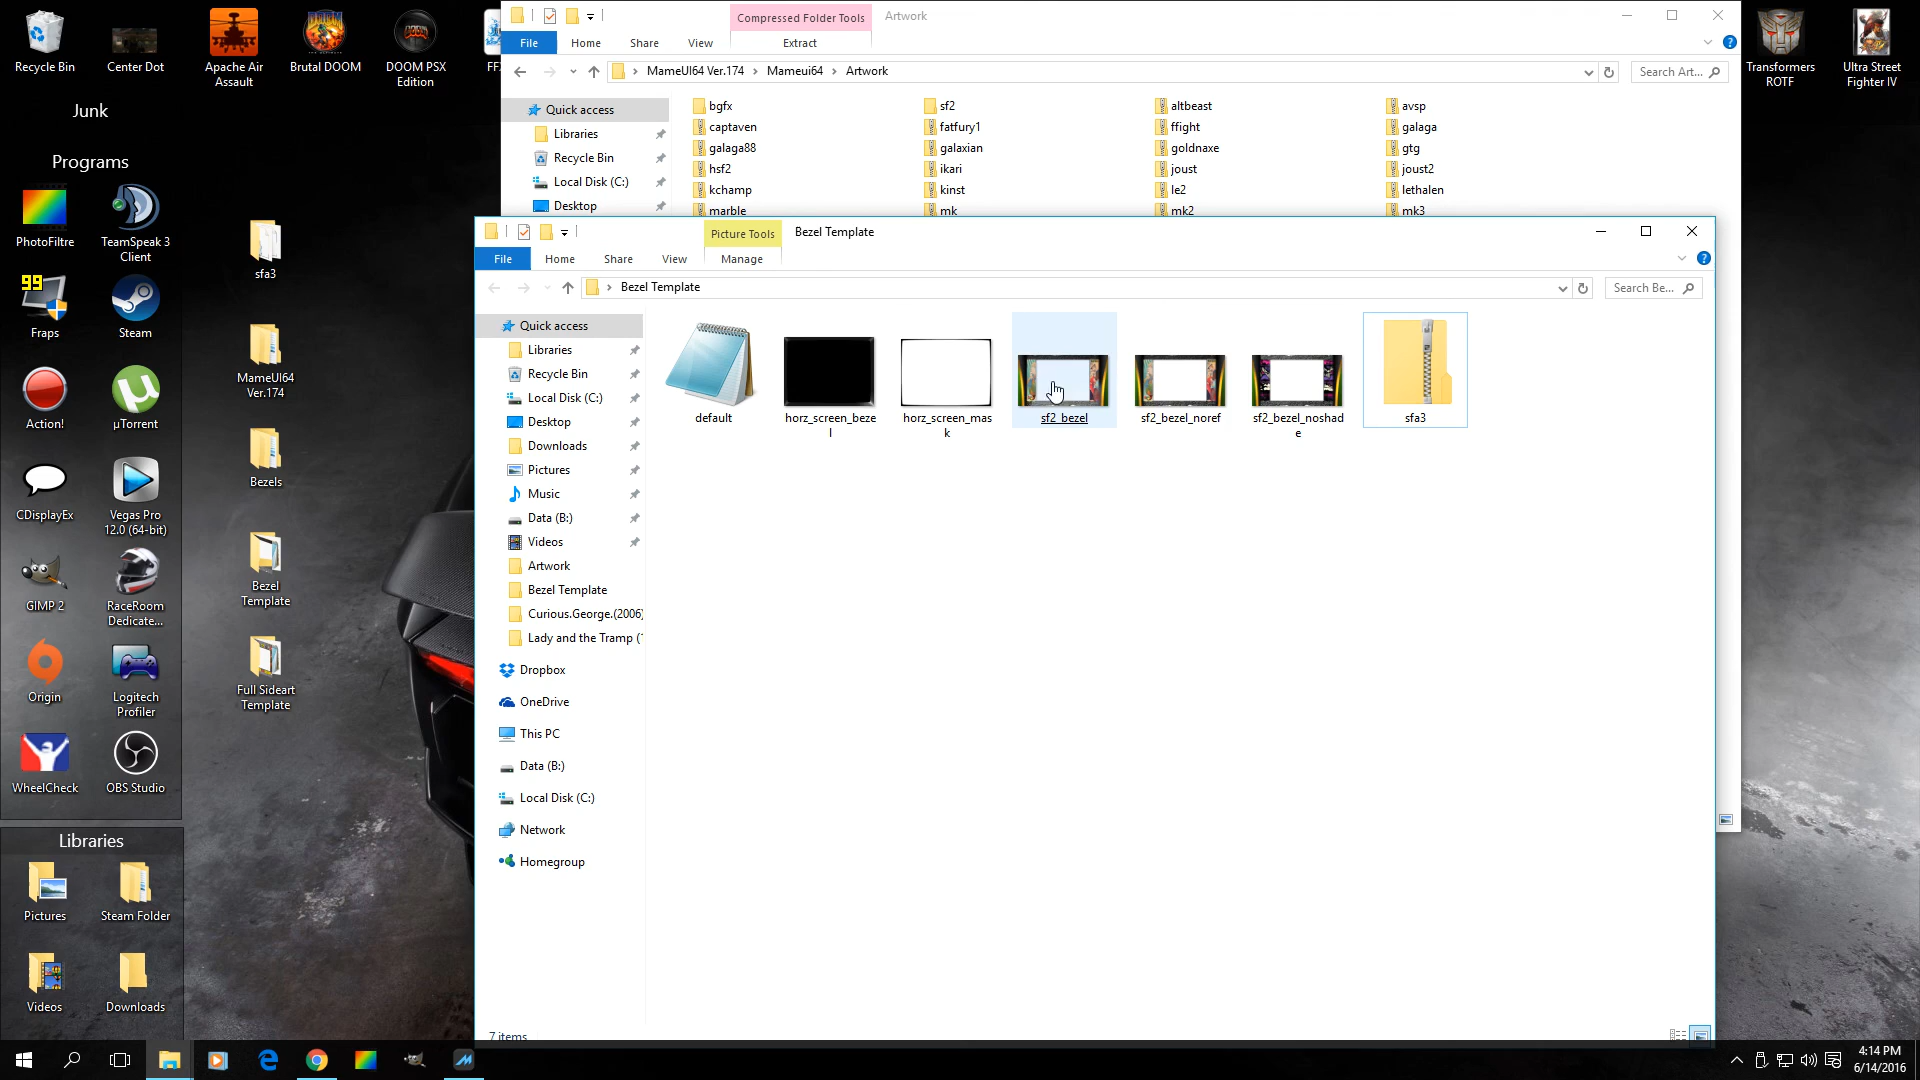 Recycle Bin
Center Dot
Apache Air
Assault
Brutal DOOM
DOOM PSX
Edition
Junk
Programs
PhotoFiltre
TeamSpeak 3
Client
99
Fraps
Steam
Action!
µTorrent
CDisplayEx
Vegas Pro
12.0 (64-bit)
GIMP 2
RaceRoom
Dedicate...
Origin
Logitech
Profiler
WheelCheck
OBS Studio
Libraries
Pictures
Steam Folder
Videos
Downloads
sfa3
MameUI64
Ver.174
Bezels
Bezel
Template
Full Sideart
Template
Compressed Folder Tools
Artwork
File
Home
Share
View
Extract
MameUI64 Ver.174
Mameui64
Artwork
Search Art...
Quick access
Libraries
Recycle Bin
Local Disk (C:)
Desktop
bgfx
sf2
altbeast
avsp
captaven
fatfury1
ffight
galaga
galaga88
galaxian
goldnaxe
gtg
hsf2
ikari
joust
joust2
kchamp
kinst
le2
lethalen
marble
mk
mk2
mk3
Picture Tools
Bezel Template
File
Home
Share
View
Manage
Bezel Template
Search Be...
Quick access
Libraries
Recycle Bin
Local Disk (C:)
Desktop
Downloads
Pictures
Music
Data (B:)
Videos
Artwork
Bezel Template
Curious.George.(2006)
Lady and the Tramp (
Dropbox
OneDrive
This PC
Data (B:)
Local Disk (C:)
Network
Homegroup
default
horz_screen_beze
l
horz_screen_mas
k
sf2_bezel
sf2_bezel_noref
sf2_bezel_noshad
e
sfa3
7 items
Transformers
ROTF
Ultra Street
Fighter IV
4:14 PM
6/14/2016